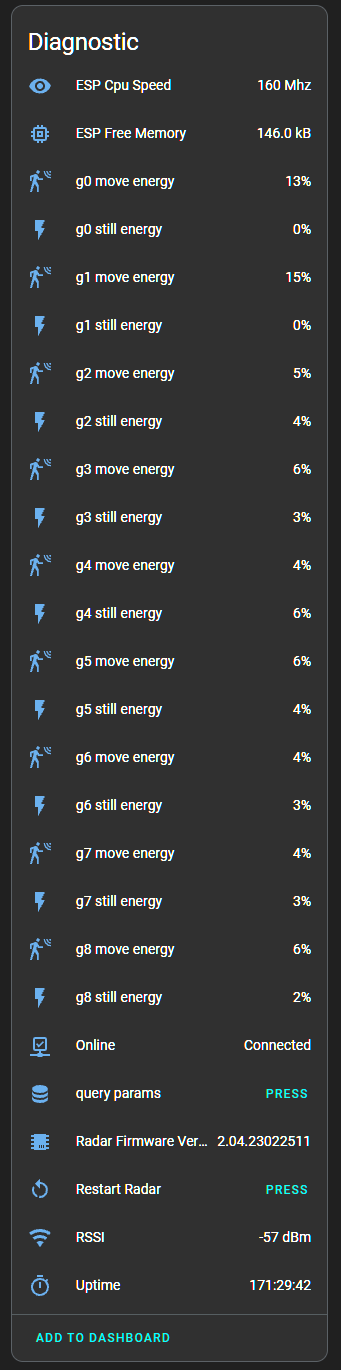 Diagnostic
ESP Cpu Speed 160 Mhz
ESP Free Memory 146.0 kB
g0 move energy 13%
g0 still energy 0%
g1 move energy 15%
g1 still energy 0%
g2 move energy 5%
g2 still energy 4%
g3 move energy 6%
g3 still energy 3%
g4 move energy 4%
g4 still energy 6%
g5 move energy 6%
g5 still energy 4%
g6 move energy 4%
g6 still energy 3%
g7 move energy 4%
g7 still energy 3%
g8 move energy 6%
g8 still energy 2%
Online Connected
query params PRESS
Radar Firmware Ver... 2.04.23022511
Restart Radar PRESS
RSSI -57 dBm
Uptime 171:29:42
ADD TO DASHBOARD